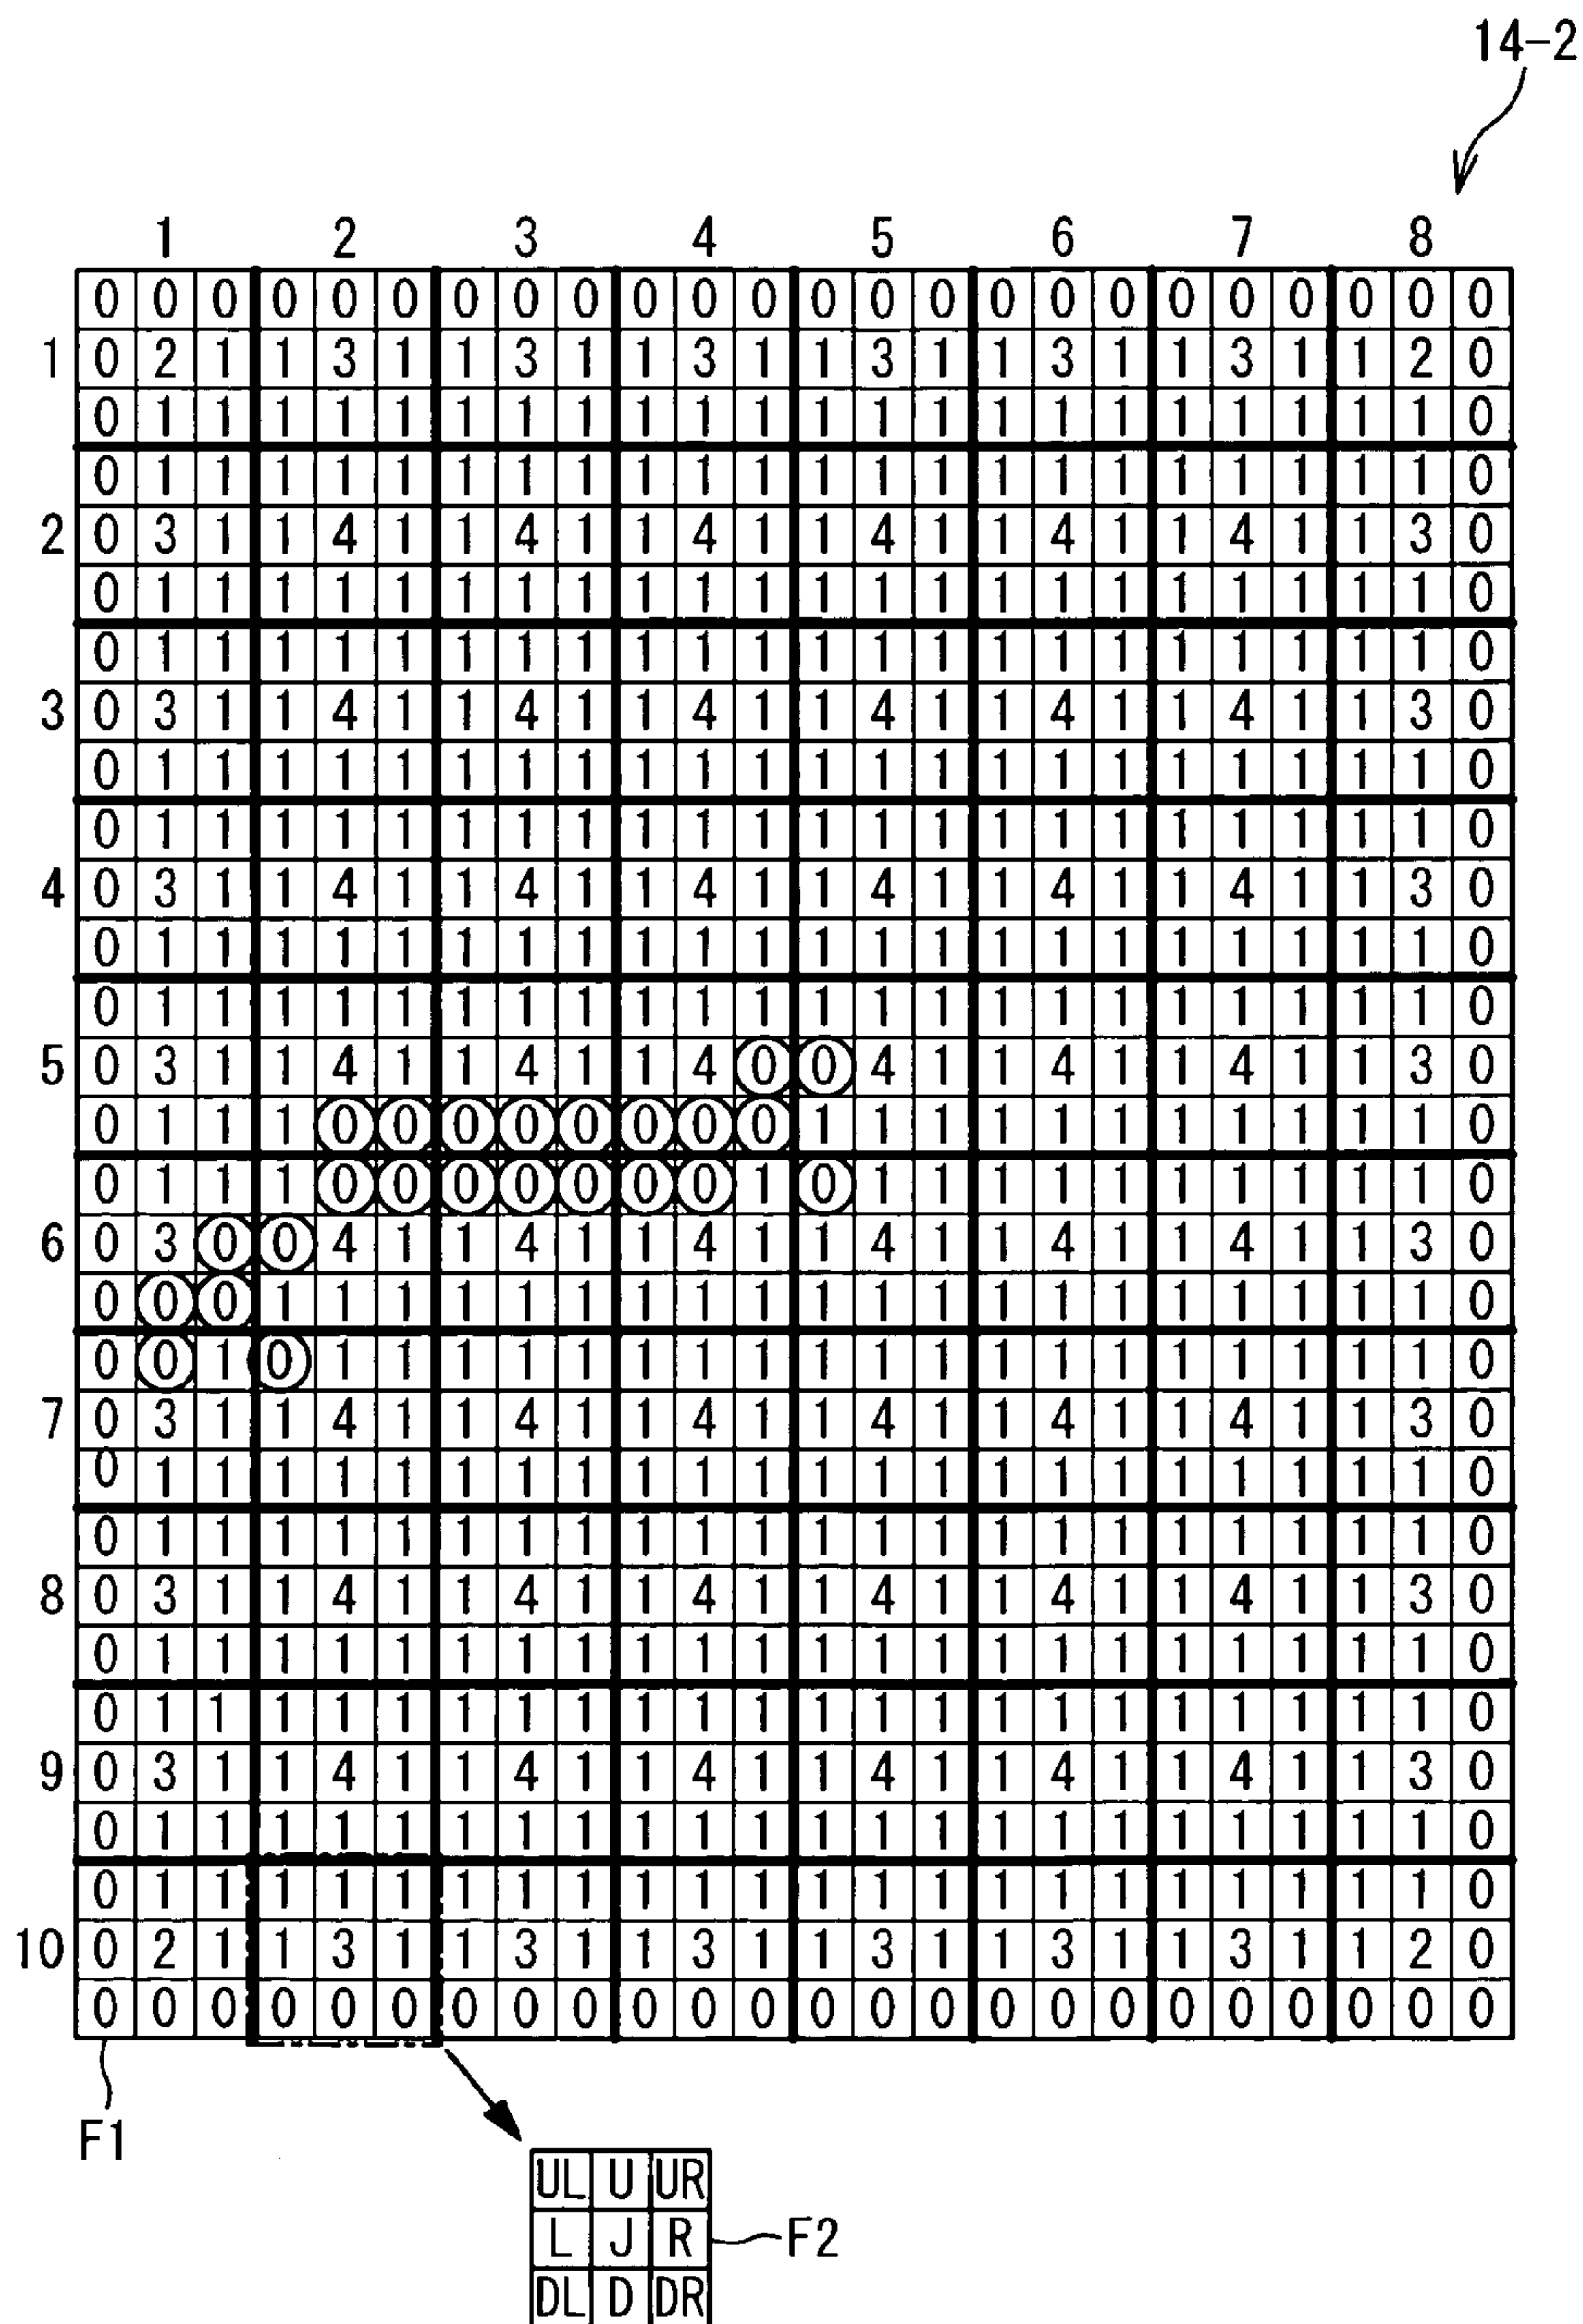 14-2
1 2 3 4 5 6 7 8
0 0 0 0 0 0 0 0 0 0 0 0 0 0 0 0 0 0 0 0 0 0 0 0
1 0 2 1 1 3 1 1 3 1 1 3 1 1 3 1 1 3 1 1 3 1 1 2 0
0 1 1 1 1 1 1 1 1 1 1 1 1 1 1 1 1 1 1 1 1 1 1 0
0 1 1 1 1 1 1 1 1 1 1 1 1 1 1 1 1 1 1 1 1 1 1 0
2 0 3 1 1 4 1 1 4 1 1 4 1 1 4 1 1 4 1 1 4 1 1 3 0
0 1 1 1 1 1 1 1 1 1 1 1 1 1 1 1 1 1 1 1 1 1 1 0
0 1 1 1 1 1 1 1 1 1 1 1 1 1 1 1 1 1 1 1 1 1 1 0
3 0 3 1 1 4 1 1 4 1 1 4 1 1 4 1 1 4 1 1 4 1 1 3 0
0 1 1 1 1 1 1 1 1 1 1 1 1 1 1 1 1 1 1 1 1 1 1 0
0 1 1 1 1 1 1 1 1 1 1 1 1 1 1 1 1 1 1 1 1 1 1 0
4 0 3 1 1 4 1 1 4 1 1 4 1 1 4 1 1 4 1 1 4 1 1 3 0
0 1 1 1 1 1 1 1 1 1 1 1 1 1 1 1 1 1 1 1 1 1 1 0
0 1 1 1 1 1 1 1 1 1 1 1 1 1 1 1 1 1 1 1 1 1 1 0
5 0 3 1 1 4 1 1 4 1 1 4 0 0 4 1 1 4 1 1 4 1 1 3 0
0 1 1 1 0 0 0 0 0 0 0 0 1 1 1 1 1 1 1 1 1 1 1 0
0 1 1 1 0 0 0 0 0 0 0 1 0 1 1 1 1 1 1 1 1 1 1 0
6 0 3 0 0 4 1 1 4 1 1 4 1 1 4 1 1 4 1 1 4 1 1 3 0
0 0 0 1 1 1 1 1 1 1 1 1 1 1 1 1 1 1 1 1 1 1 1 0
0 0 1 0 1 1 1 1 1 1 1 1 1 1 1 1 1 1 1 1 1 1 1 0
7 0 3 1 1 4 1 1 4 1 1 4 1 1 4 1 1 4 1 1 4 1 1 3 0
0 1 1 1 1 1 1 1 1 1 1 1 1 1 1 1 1 1 1 1 1 1 1 0
0 1 1 1 1 1 1 1 1 1 1 1 1 1 1 1 1 1 1 1 1 1 1 0
8 0 3 1 1 4 1 1 4 1 1 4 1 1 4 1 1 4 1 1 4 1 1 3 0
0 1 1 1 1 1 1 1 1 1 1 1 1 1 1 1 1 1 1 1 1 1 1 0
0 1 1 1 1 1 1 1 1 1 1 1 1 1 1 1 1 1 1 1 1 1 1 0
9 0 3 1 1 4 1 1 4 1 1 4 1 1 4 1 1 4 1 1 4 1 1 3 0
0 1 1 1 1 1 1 1 1 1 1 1 1 1 1 1 1 1 1 1 1 1 1 0
0 1 1 1 1 1 1 1 1 1 1 1 1 1 1 1 1 1 1 1 1 1 1 0
10 0 2 1 1 3 1 1 3 1 1 3 1 1 3 1 1 3 1 1 3 1 1 2 0
0 0 0 0 0 0 0 0 0 0 0 0 0 0 0 0 0 0 0 0 0 0 0 0
F1
UL U UR
L J R F2
DL D DR